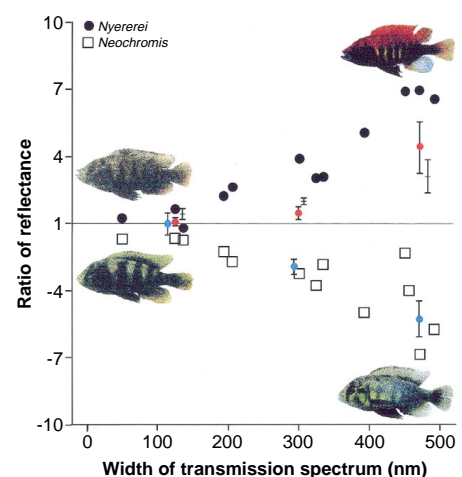 Nyererei
Neochromis
10
7
4
1
-4
-7
-10
Ratio of reflectance
0 100 200 300 400 500
Width of transmission spectrum (nm)